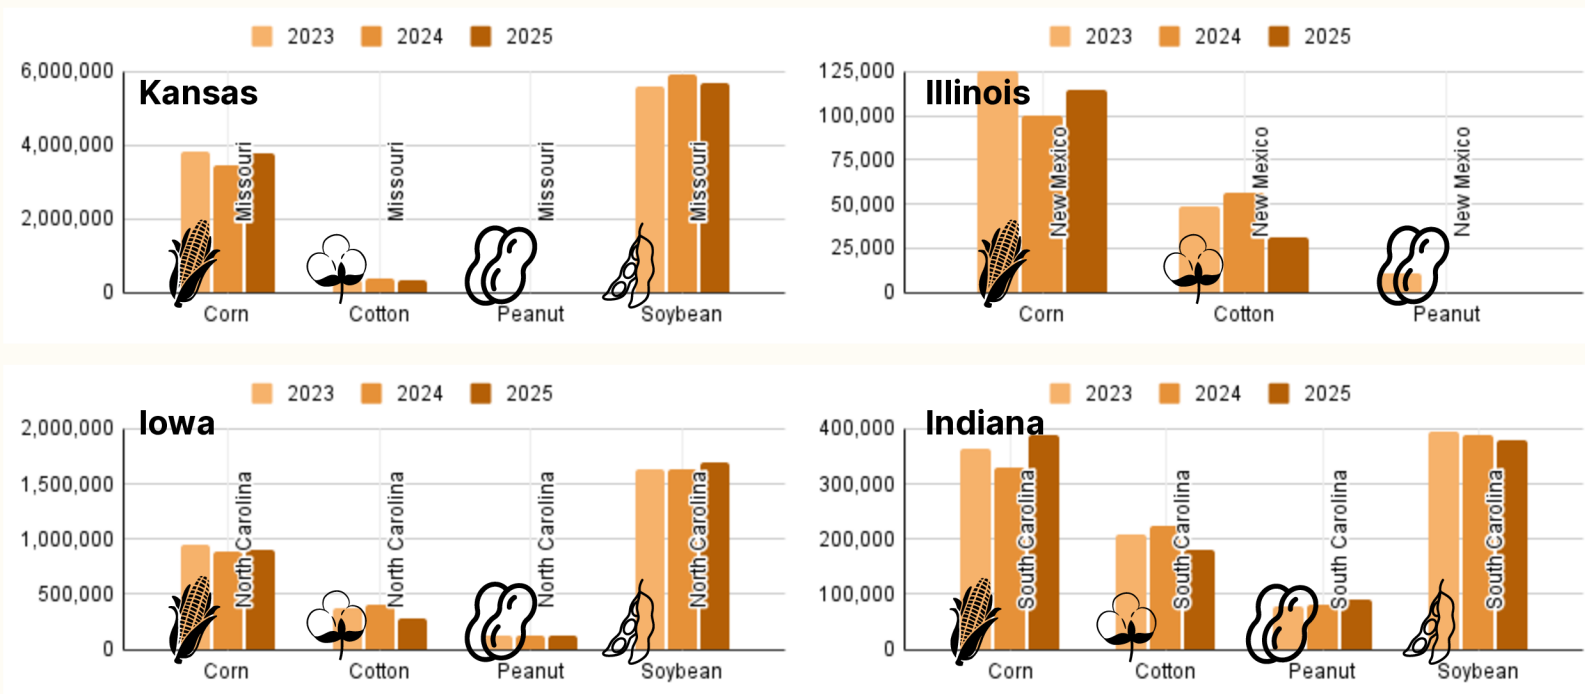 2023 2024 2025
Kansas
6,000,000
4,000,000
2,000,000
0
Missouri
Missouri
Missouri
Missouri
Corn Cotton Peanut Soybean
2023 2024 2025
Illinois
125,000
100,000
75,000
50,000
25,000
0
New Mexico
New Mexico
New Mexico
Corn Cotton Peanut
2023 2024 2025
Iowa
2,000,000
1,500,000
1,000,000
500,000
0
North Carolina
North Carolina
North Carolina
North Carolina
Corn Cotton Peanut Soybean
2023 2024 2025
Indiana
400,000
300,000
200,000
100,000
0
South Carolina
South Carolina
South Carolina
South Carolina
Corn Cotton Peanut Soybean